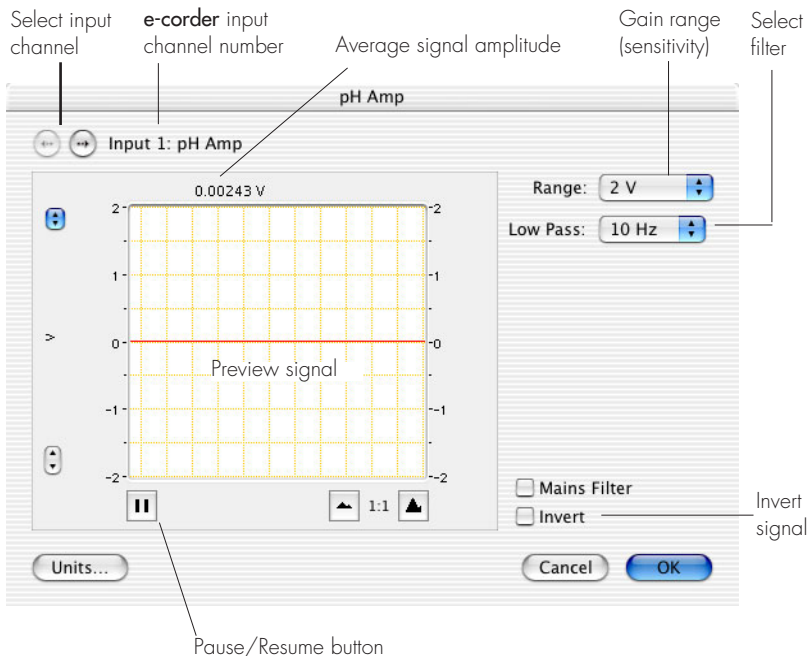 Select input
channel
e-corder input
channel number
Average signal amplitude
Gain range
(sensitivity)
Select
filter
pH Amp
Input 1: pH Amp
0.00243 V
Range: 2 V
Low Pass: 10 Hz
2
2
1
1
V
0
0
Preview signal
-1
-1
-2
-2
1:1
Mains Filter
Invert
Invert
signal
Units...
Cancel
OK
Pause/Resume button